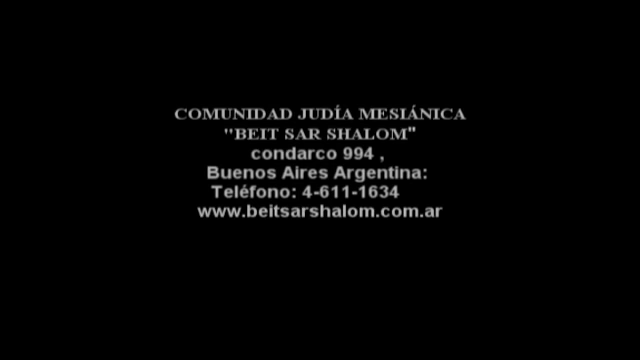 COMUNIDAD JUDÍA MESIÁNICA
"BEIT SAR SHALOM"
condarco 994 ,
Buenos Aires Argentina:
Teléfono: 4-611-1634
www.beitsarshalom.com.ar